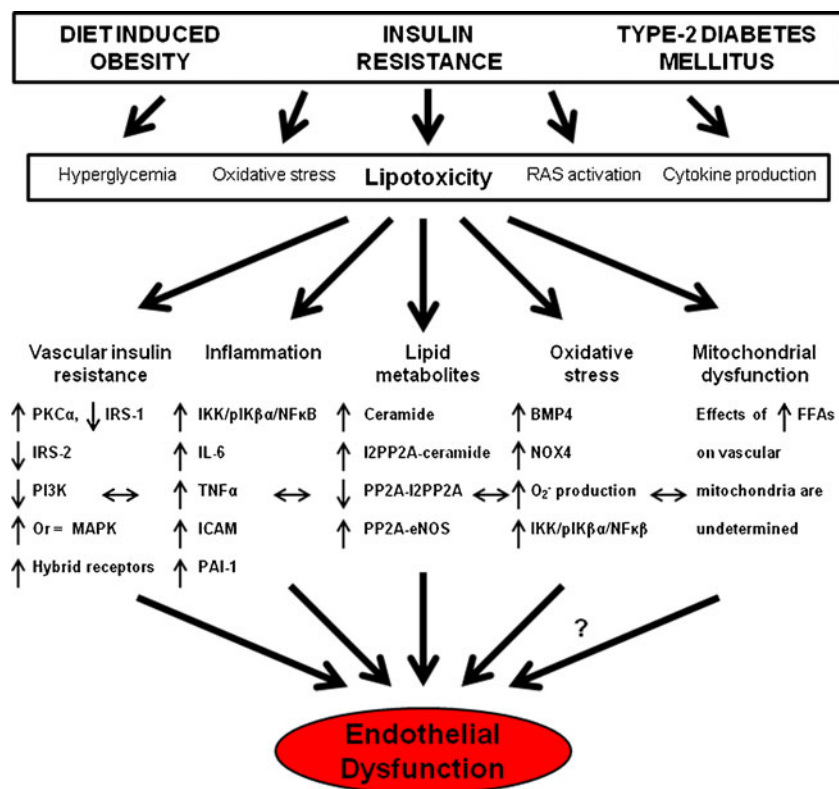 DIET INDUCED OBESITY
INSULIN RESISTANCE
TYPE-2 DIABETES MELLITUS
Hyperglycemia
Oxidative stress
Lipotoxicity
RAS activation
Cytokine production
Vascular insulin
resistance
↑ PKCα, ↓ IRS-1
↓ IRS-2
↓ PI3K
↑ Or = MAPK
↑ Hybrid receptors
Inflammation
↑ IKK/pIKβα/NFκB
↑ IL-6
↑ TNFα
↑ ICAM
↑ PAI-1
Lipid
metabolites
↑ Ceramide
↑ I2PP2A-ceramide
↓ PP2A-I2PP2A
↑ PP2A-eNOS
Oxidative
stress
↑ BMP4
↑ NOX4
↑ O₂⁻ production
↑ IKK/pIKβα/NFκβ
Mitochondrial
dysfunction
Effects of ↑ FFAs
on vascular
mitochondria are
undetermined
?
Endothelial
Dysfunction